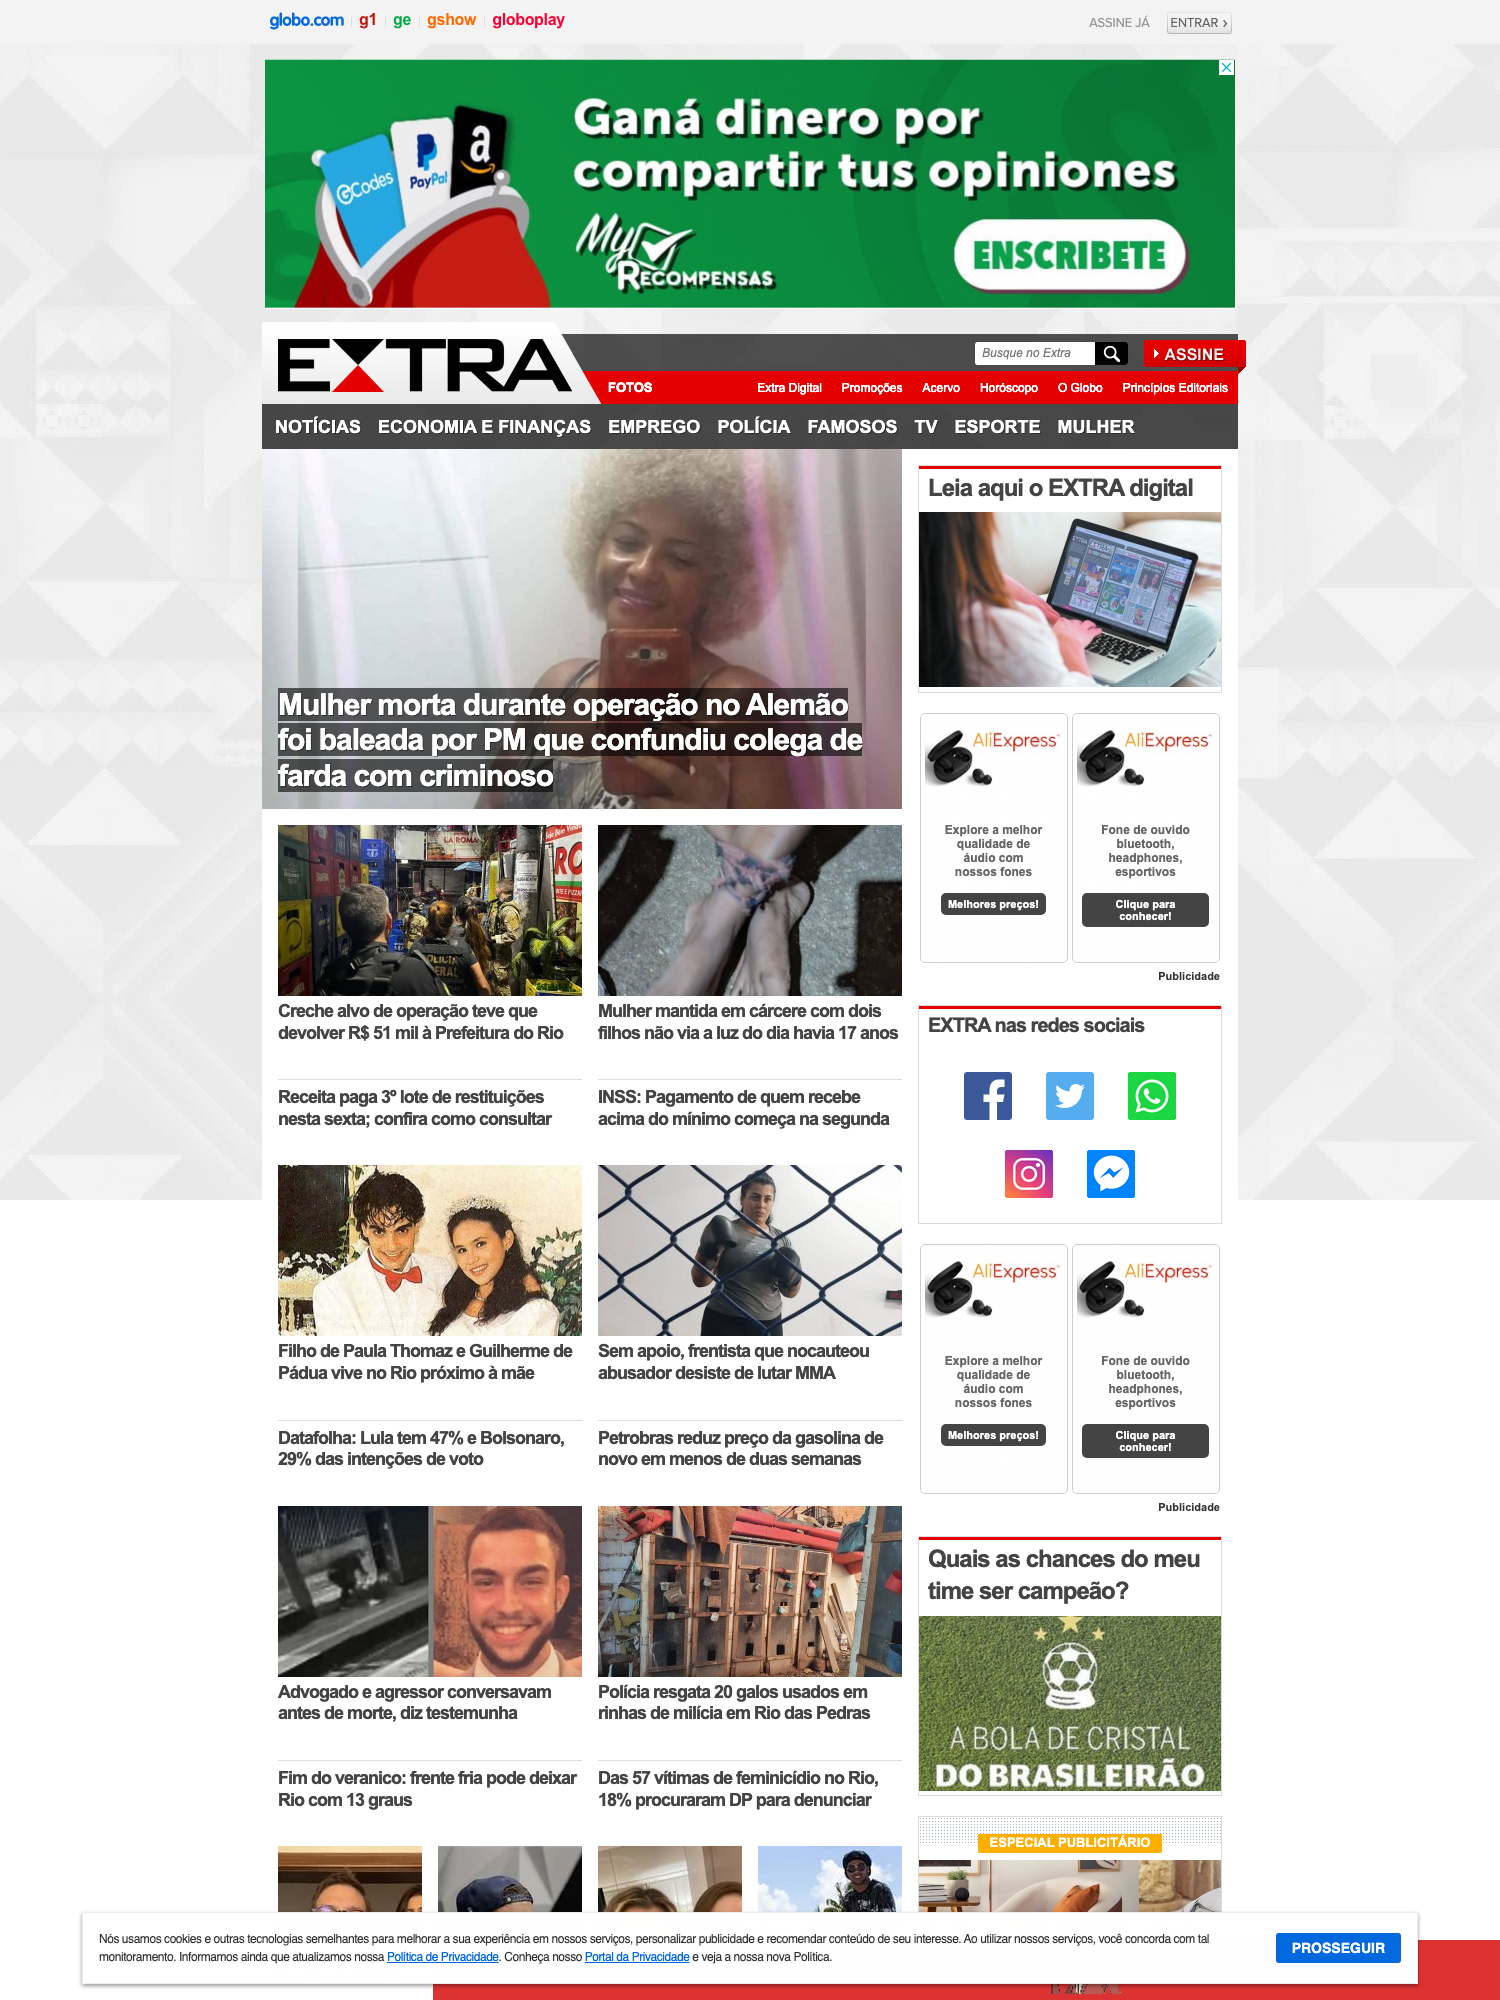 globo.com
g1
ge
gshow
globoplay
ASSINE JÁ
ENTRAR ›
Ganá dinero por
compartir tus opiniones
GCodes
PayPal
a
My
RECOMPENSAS
ENSCRIBETE
EXTRA
Busque no Extra
ASSINE
FOTOS
Extra Digital
Promoções
Acervo
Horóscopo
O Globo
Princípios Editoriais
NOTÍCIAS
ECONOMIA E FINANÇAS
EMPREGO
POLÍCIA
FAMOSOS
TV
ESPORTE
MULHER
Mulher morta durante operação no Alemão
foi baleada por PM que confundiu colega de
farda com criminoso
Leia aqui o EXTRA digital
AliExpress
Explore a melhor
qualidade de
áudio com
nossos fones
Melhores preços!
AliExpress
Fone de ouvido
bluetooth,
headphones,
esportivos
Clique para
conhecer!
Publicidade
LA ROMA
Creche alvo de operação teve que
devolver R$ 51 mil à Prefeitura do Rio
Mulher mantida em cárcere com dois
filhos não via a luz do dia havia 17 anos
Receita paga 3º lote de restituições
nesta sexta; confira como consultar
INSS: Pagamento de quem recebe
acima do mínimo começa na segunda
EXTRA nas redes sociais
Filho de Paula Thomaz e Guilherme de
Pádua vive no Rio próximo à mãe
Sem apoio, frentista que nocauteou
abusador desiste de lutar MMA
Datafolha: Lula tem 47% e Bolsonaro,
29% das intenções de voto
Petrobras reduz preço da gasolina de
novo em menos de duas semanas
AliExpress
Explore a melhor
qualidade de
áudio com
nossos fones
Melhores preços!
AliExpress
Fone de ouvido
bluetooth,
headphones,
esportivos
Clique para
conhecer!
Publicidade
Advogado e agressor conversavam
antes de morte, diz testemunha
Polícia resgata 20 galos usados em
rinhas de milícia em Rio das Pedras
Fim do veranico: frente fria pode deixar
Rio com 13 graus
Das 57 vítimas de feminicídio no Rio,
18% procuraram DP para denunciar
Quais as chances do meu
time ser campeão?
A BOLA DE CRISTAL
DO BRASILEIRÃO
ESPECIAL PUBLICITÁRIO
Nós usamos cookies e outras tecnologias semelhantes para melhorar a sua experiência em nossos serviços, personalizar publicidade e recomendar conteúdo de seu interesse. Ao utilizar nossos serviços, você concorda com tal
monitoramento. Informamos ainda que atualizamos nossa Política de Privacidade. Conheça nosso Portal da Privacidade e veja a nossa nova Política.
PROSSEGUIR